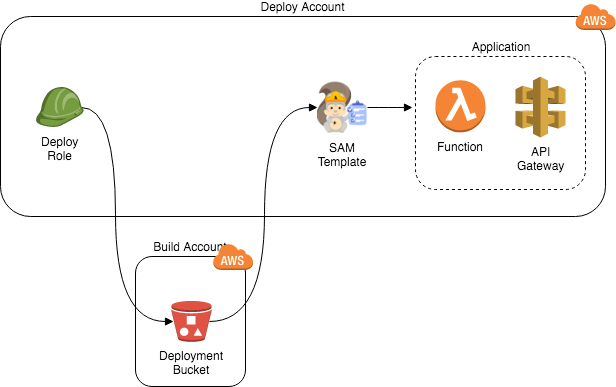 Deploy Account
AWS
Application
Deploy
Role
SAM
Template
Function
API
Gateway
Build Account
AWS
Deployment
Bucket